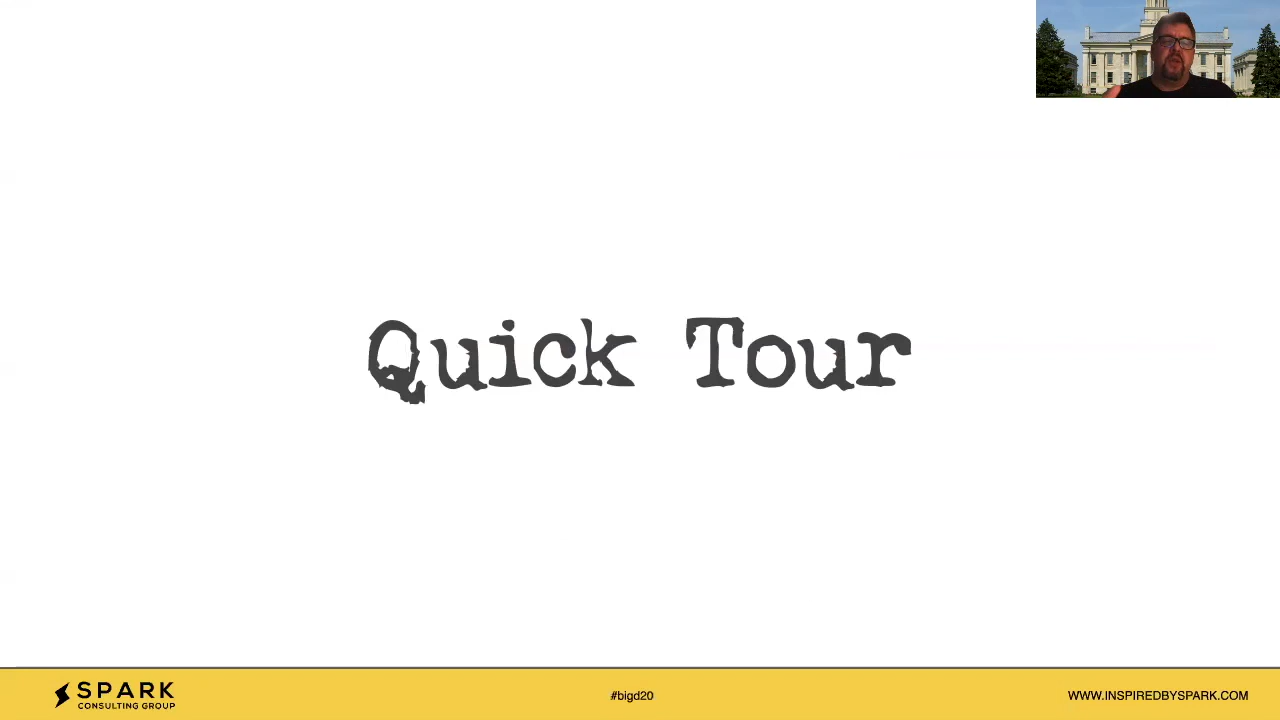 Quick Tour
SPARK
CONSULTING GROUP
#bigd20
WWW.INSPIREDBYSPARK.COM